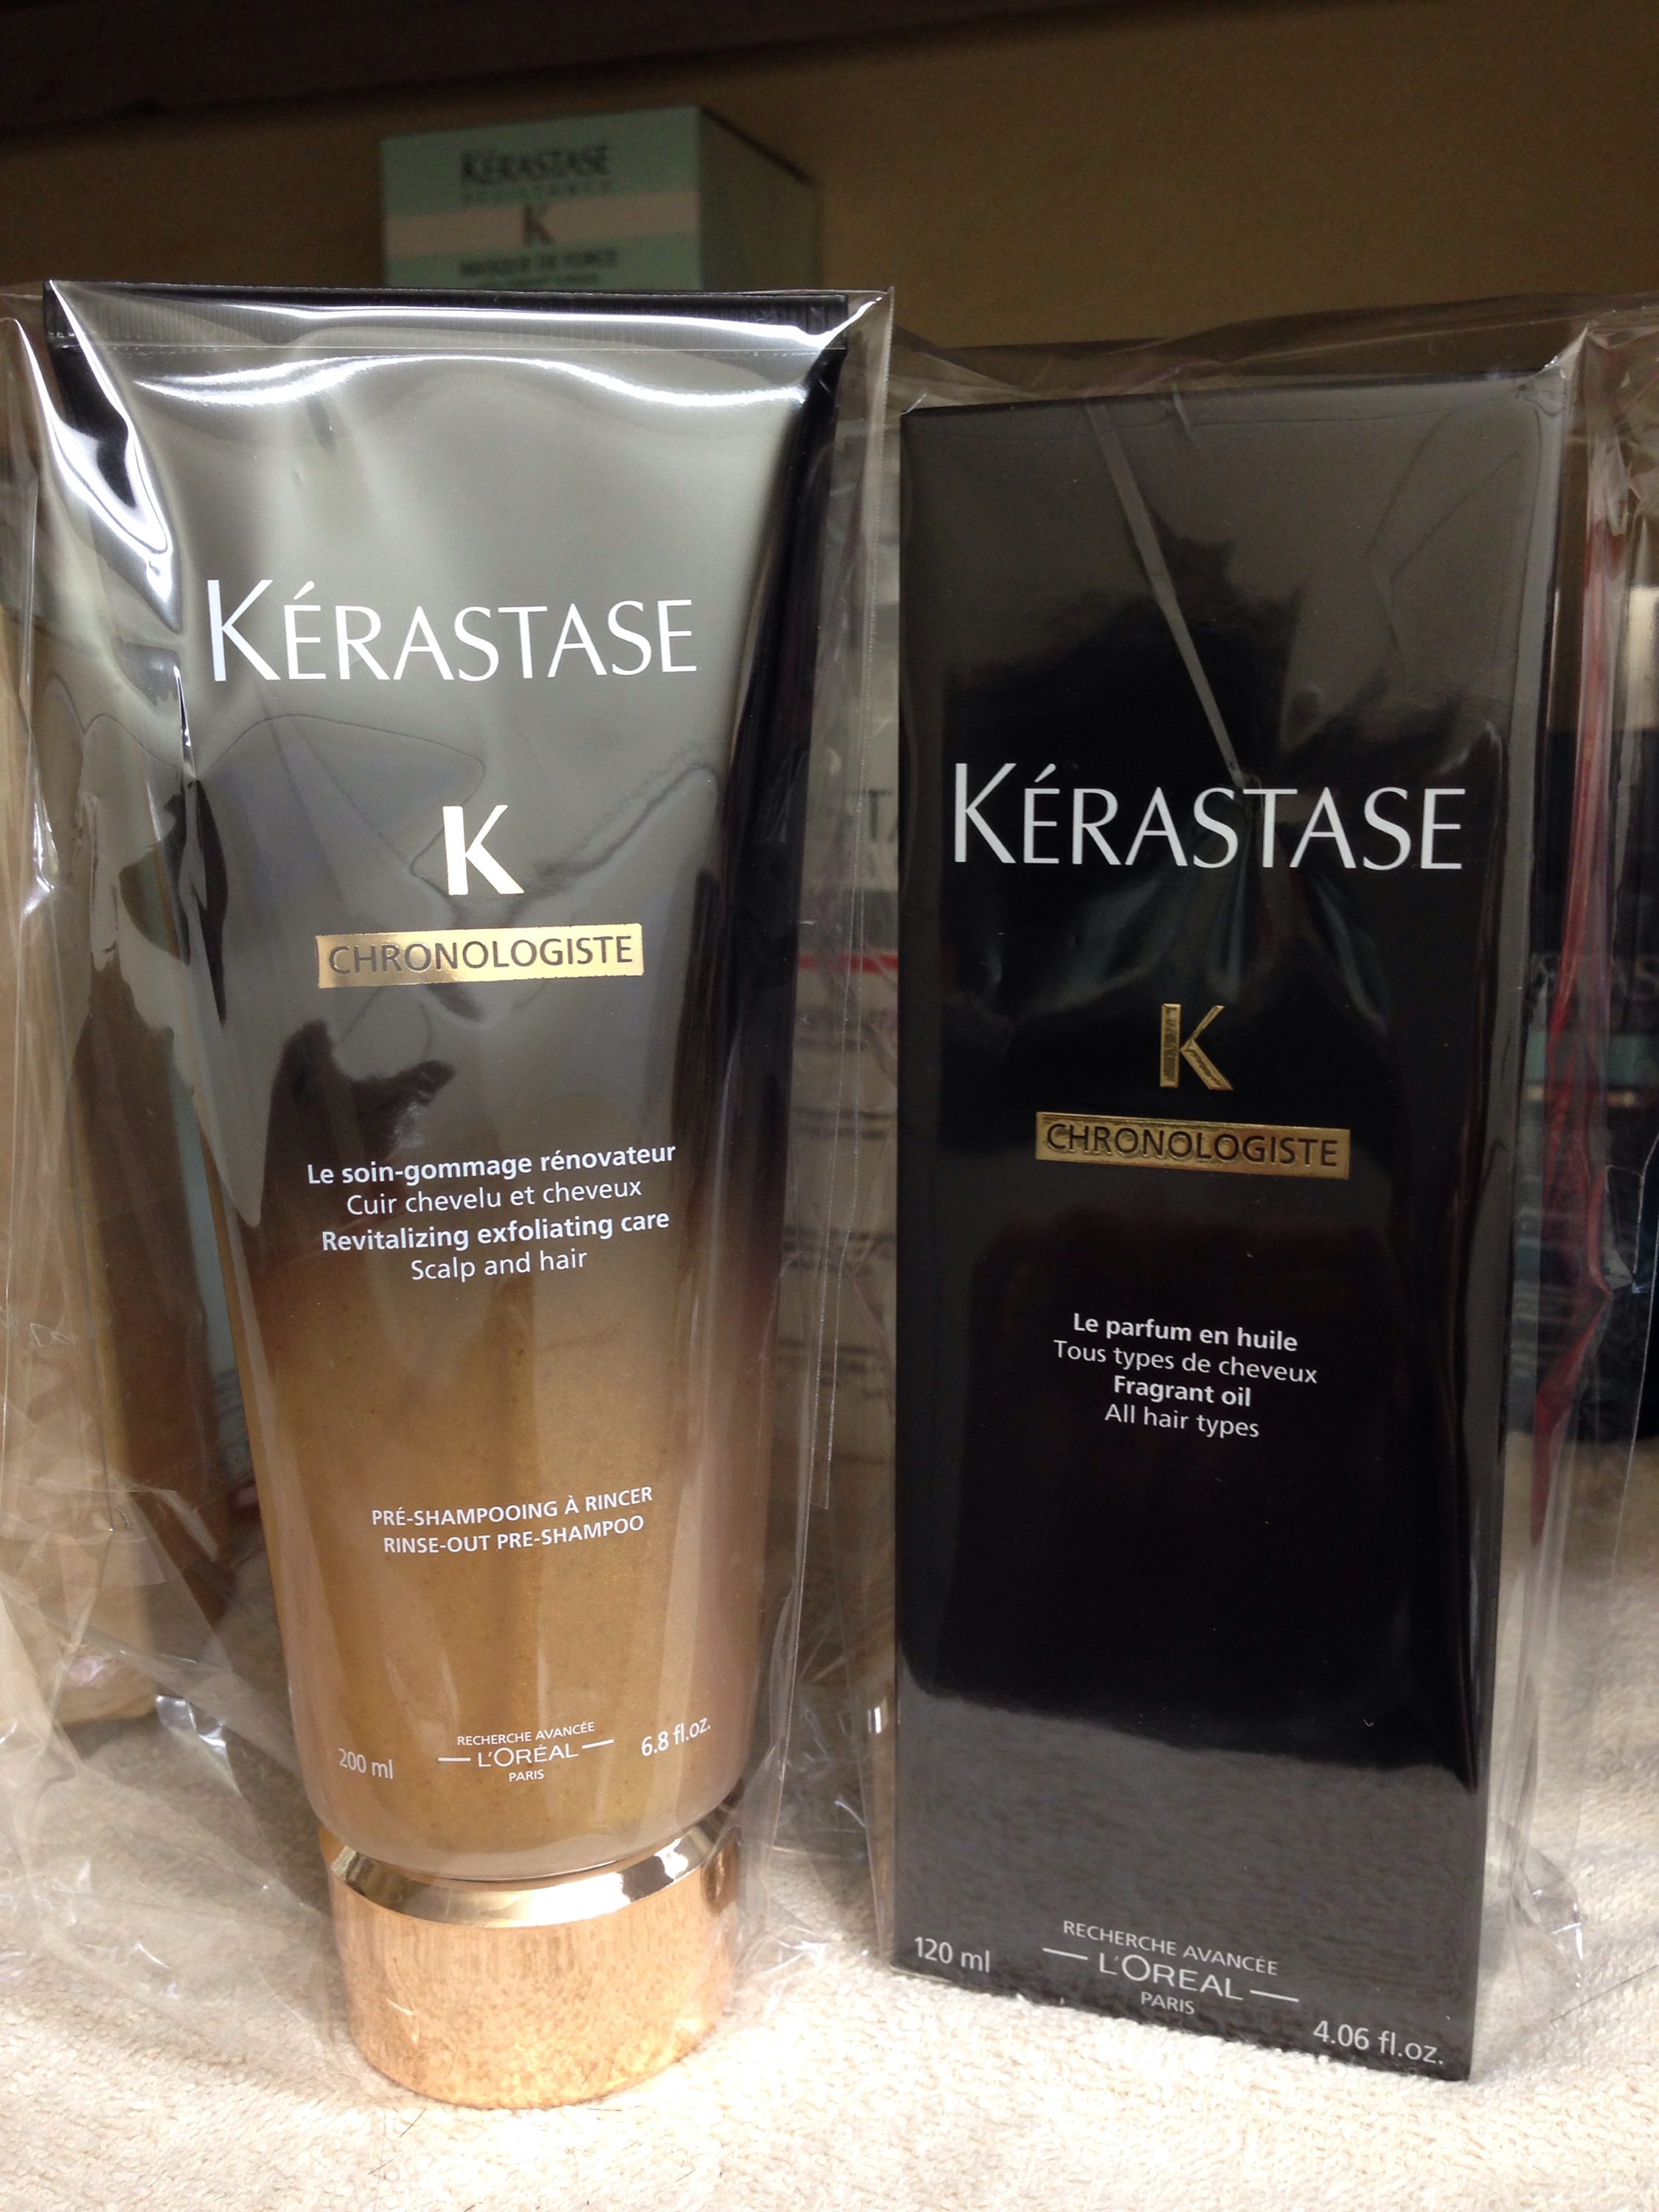 KÉRASTASE
K
KÉRASTASE
K
CHRONOLOGISTE
Le soin-gommage rénovateur
Cuir chevelu et cheveux
Revitalizing exfoliating care
Scalp and hair
PRÉ-SHAMPOOING À RINCER
RINSE-OUT PRE-SHAMPOO
200 ml
RECHERCHE AVANCÉE
L'ORÉAL
PARIS
6.8 fl.oz.
KÉRASTASE
K
CHRONOLOGISTE
Le parfum en huile
Tous types de cheveux
Fragrant oil
All hair types
120 ml
RECHERCHE AVANCÉE
L'ORÉAL
PARIS
4.06 fl.oz.